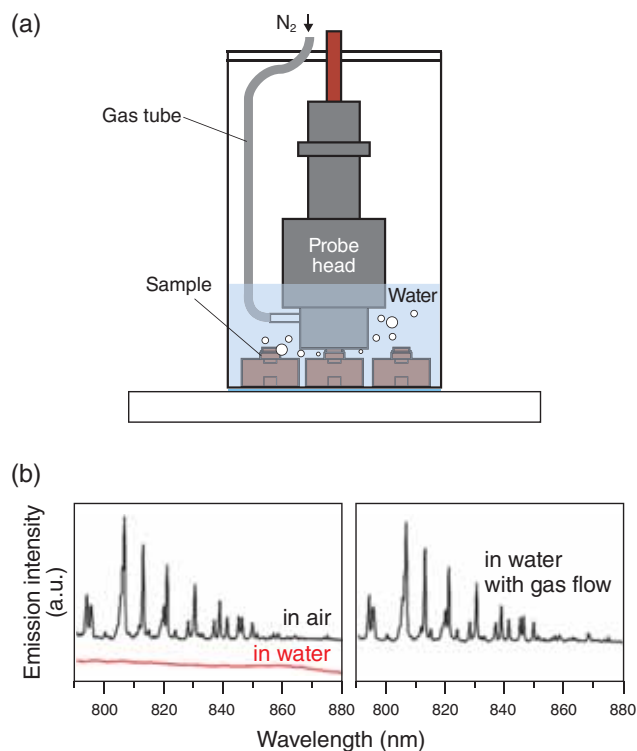 (a)
N₂
Gas tube
Probe
head
Sample
Water
(b)
Emission intensity
(a.u.)
in air
in water
in water
with gas flow
800 820 840 860 880
800 820 840 860 880
Wavelength (nm)